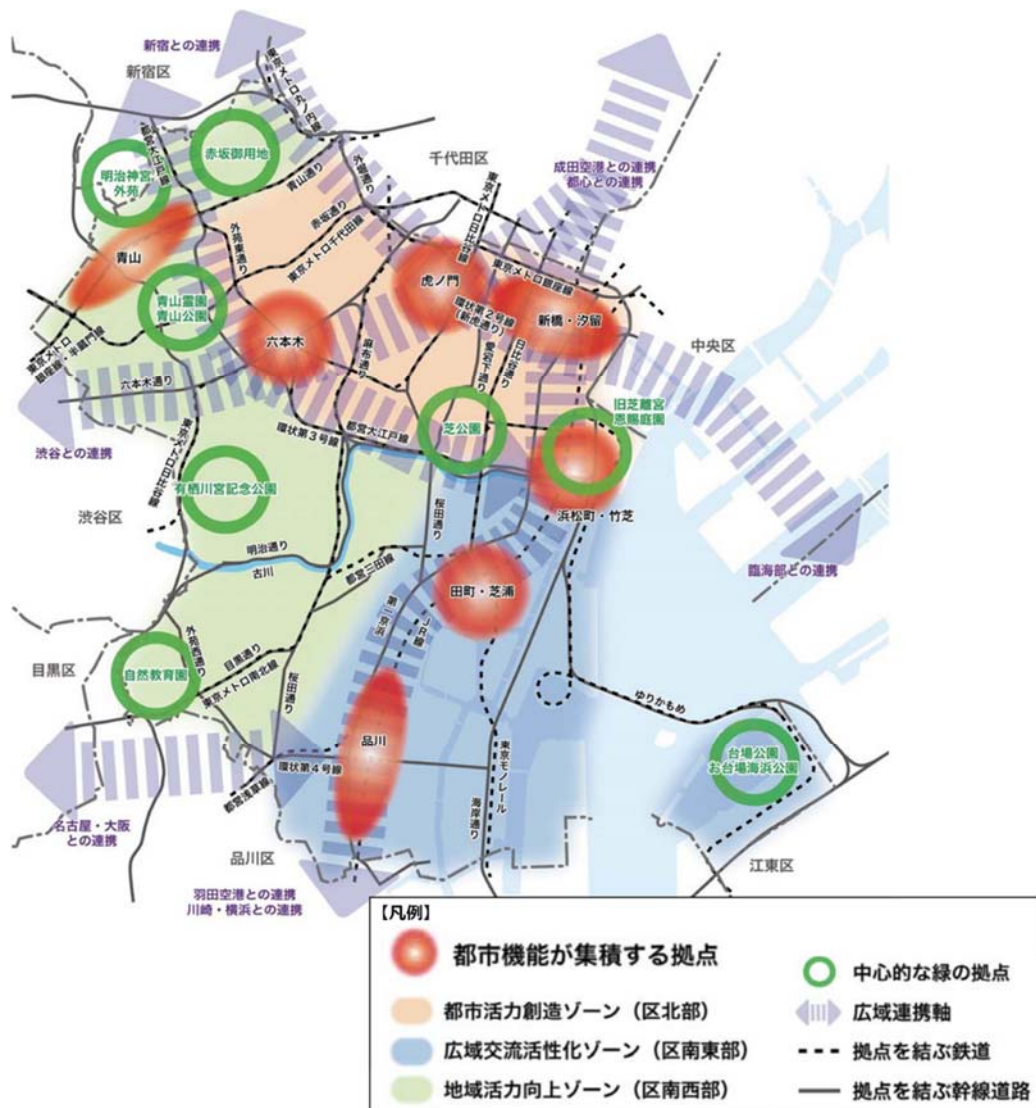 新宿との連携
新宿区
東京メトロ丸ノ内線
都営大江戸線
赤坂御用地
明治神宮
外苑
青山通り
外堀通り
千代田区
成田空港との連携
都心との連携
東京メトロ日比谷線
赤坂通り
外苑東通り
東京メトロ千代田線
青山
虎ノ門
東京メトロ銀座線
環状第2号線
(新虎通り)
新橋・汐留
青山霊園
青山公園
六本木
愛宕下通り
日比谷通り
中央区
東京メトロ
銀座線・半蔵門線
麻布通り
六本木通り
旧芝離宮
恩賜庭園
芝公園
渋谷との連携
東京メトロ日比谷線
環状第3号線
都営大江戸線
有栖川宮記念公園
渋谷区
桜田通り
浜松町・竹芝
明治通り
古川
都営三田線
臨海部との連携
田町・芝浦
第一京浜
JR線
目黒区
外苑西通り
自然教育園
目黒通り
東京メトロ南北線
桜田通り
ゆりかもめ
品川
台場公園
お台場海浜公園
環状第4号線
都営浅草線
東京モノレール
海岸通り
名古屋・大阪
との連携
品川区
江東区
羽田空港との連携
川崎・横浜との連携
【凡例】
都市機能が集積する拠点
都市活力創造ゾーン（区北部）
広域交流活性化ゾーン（区南東部）
地域活力向上ゾーン（区南西部）
中心的な緑の拠点
広域連携軸
拠点を結ぶ鉄道
拠点を結ぶ幹線道路